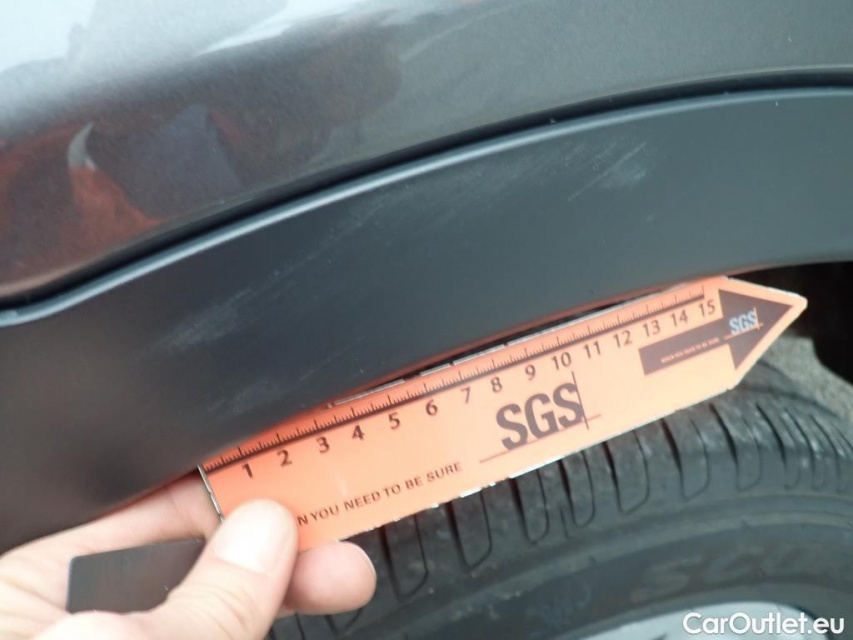 1 2 3 4 5 6 7 8 9 10 11 12 13 14 15
SGS
SGS
N YOU NEED TO BE SURE
CarOutlet.eu